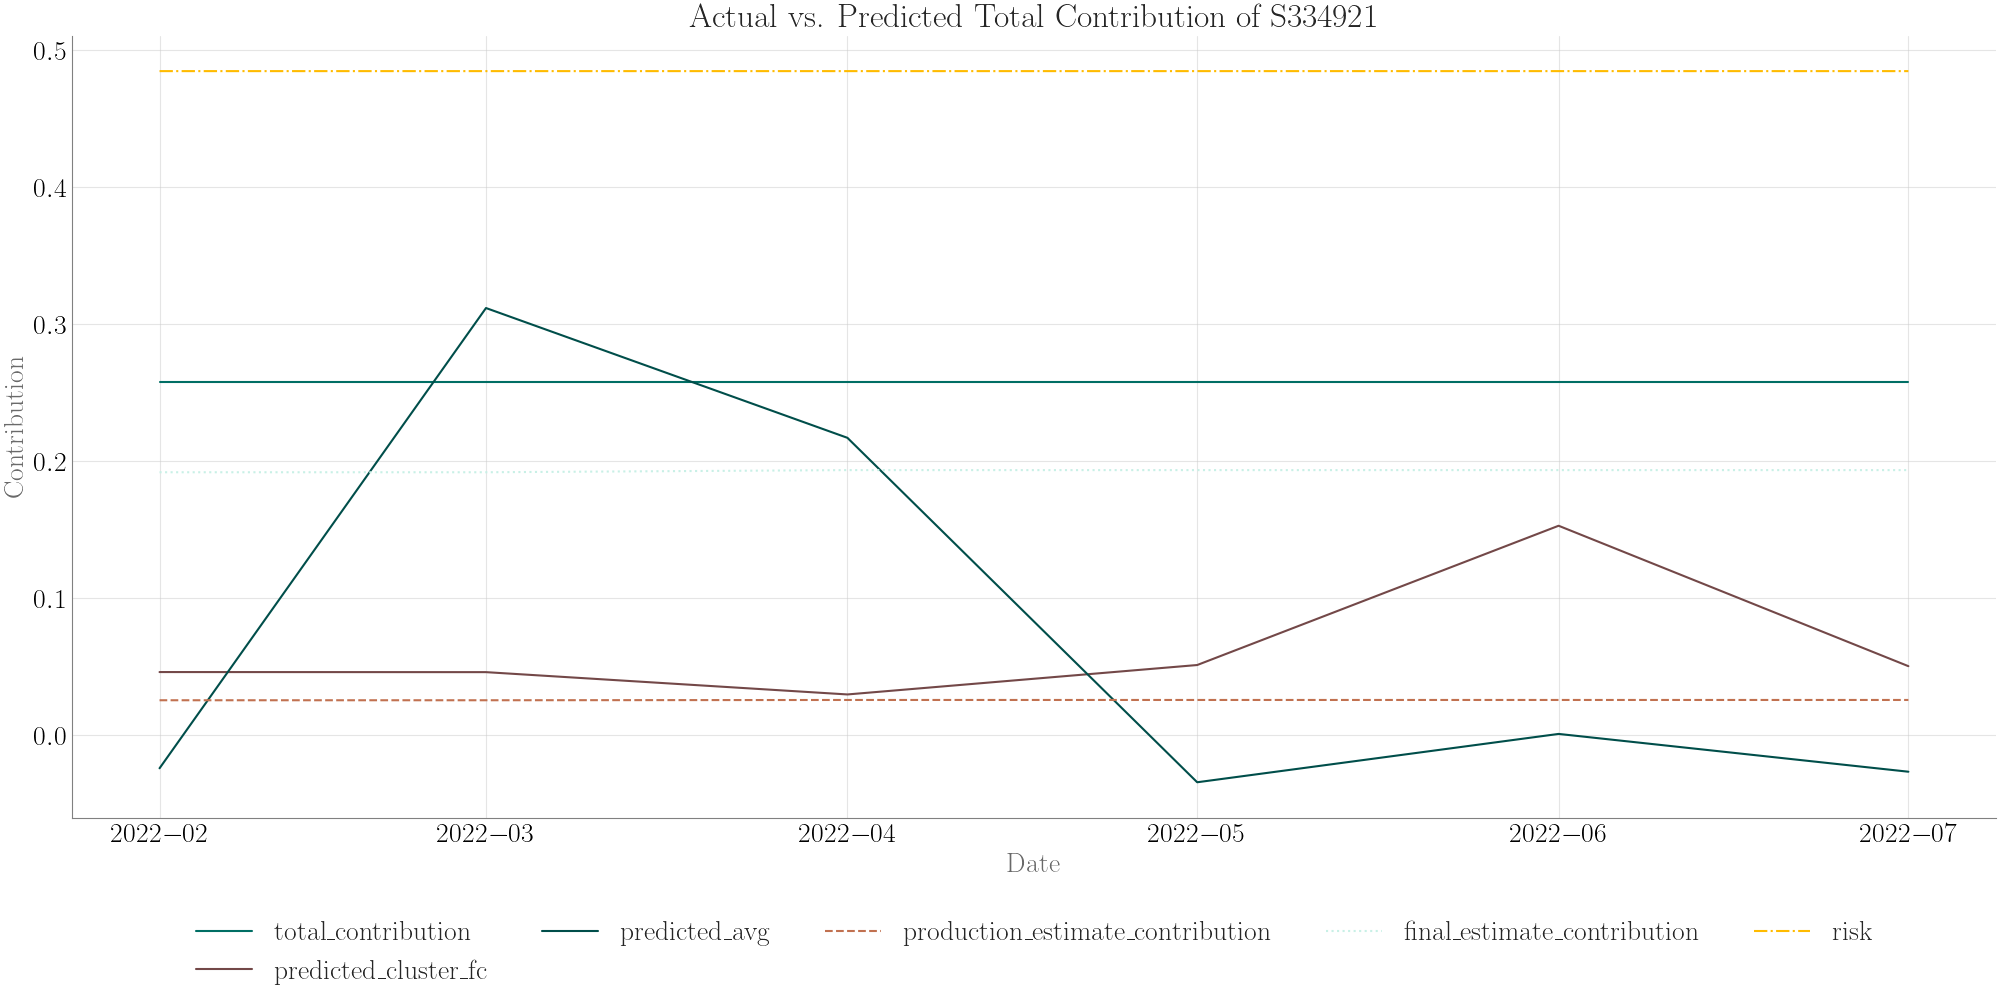 Actual vs. Predicted Total Contribution of S334921
0.5
0.4
0.3
0.2
0.1
0.0
Contribution
2022−02
2022−03
2022−04
2022−05
2022−06
2022−07
Date
total_contribution
predicted_avg
production_estimate_contribution
final_estimate_contribution
risk
predicted_cluster_fc